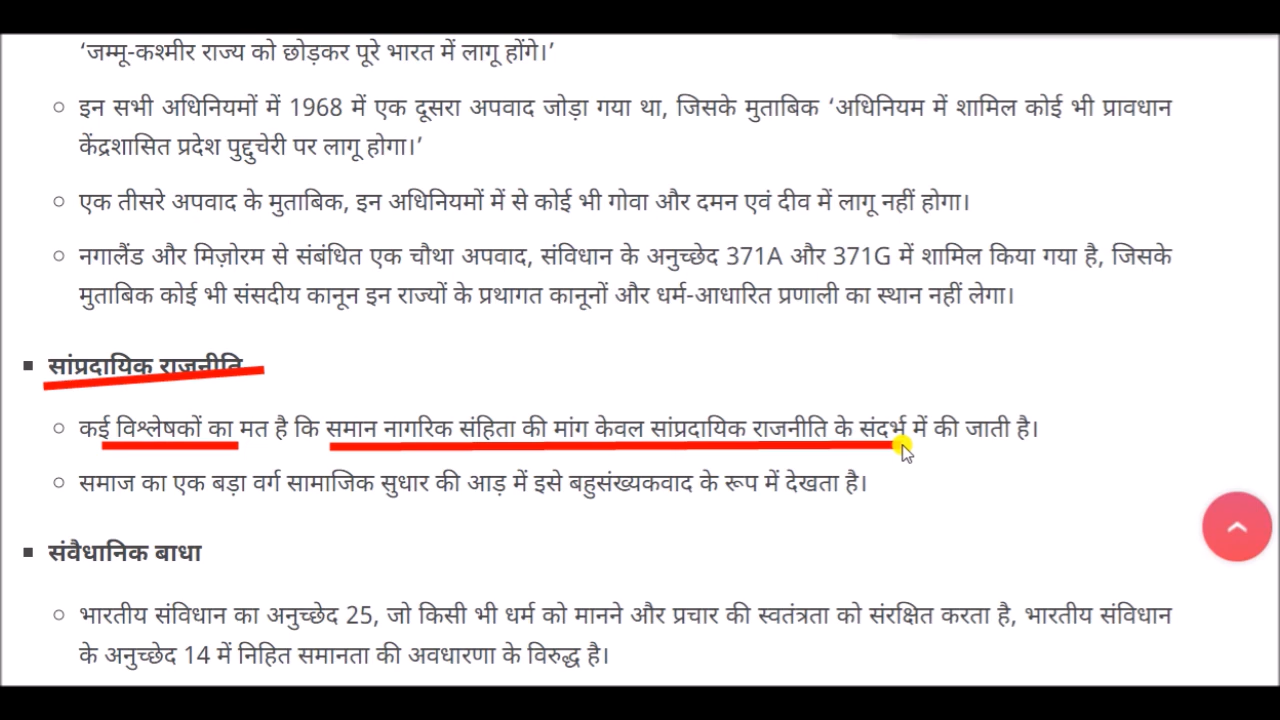 ‘जम्मू-कश्मीर राज्य को छोड़कर पूरे भारत में लागू होंगे।’
इन सभी अधिनियमों में 1968 में एक दूसरा अपवाद जोड़ा गया था, जिसके मुताबिक ‘अधिनियम में शामिल कोई भी प्रावधान
केंद्रशासित प्रदेश पुद्दुचेरी पर लागू होगा।’
एक तीसरे अपवाद के मुताबिक, इन अधिनियमों में से कोई भी गोवा और दमन एवं दीव में लागू नहीं होगा।
नगालैंड और मिज़ोरम से संबंधित एक चौथा अपवाद, संविधान के अनुच्छेद 371A और 371G में शामिल किया गया है, जिसके
मुताबिक कोई भी संसदीय कानून इन राज्यों के प्रथागत कानूनों और धर्म-आधारित प्रणाली का स्थान नहीं लेगा।
सांप्रदायिक राजनीति
कई विश्लेषकों का मत है कि समान नागरिक संहिता की मांग केवल सांप्रदायिक राजनीति के संदर्भ में की जाती है।
समाज का एक बड़ा वर्ग सामाजिक सुधार की आड़ में इसे बहुसंख्यकवाद के रूप में देखता है।
संवैधानिक बाधा
भारतीय संविधान का अनुच्छेद 25, जो किसी भी धर्म को मानने और प्रचार की स्वतंत्रता को संरक्षित करता है, भारतीय संविधान
के अनुच्छेद 14 में निहित समानता की अवधारणा के विरुद्ध है।